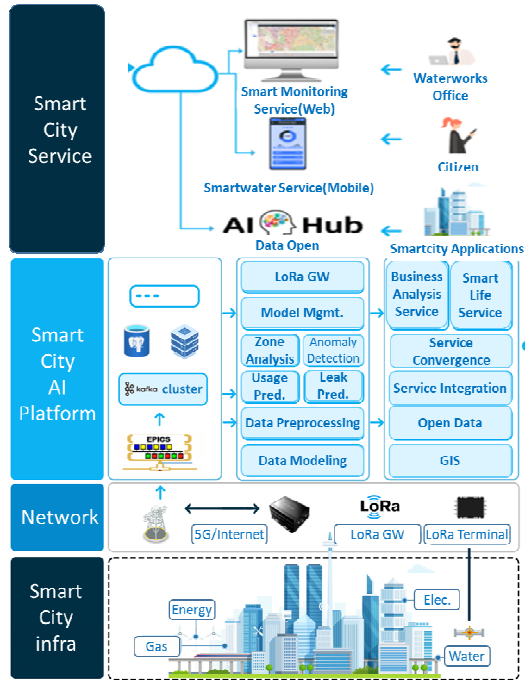 Smart
City
Service
Smart Monitoring
Service(Web)
Waterworks
Office
Smartwater Service(Mobile)
Citizen
AI Hub
Data Open
Smartcity Applications
Smart
City
AI
Platform
kafka cluster
EPICS
LoRa GW
Model Mgmt.
Zone
Analysis
Anomaly
Detection
Usage
Pred.
Leak
Pred.
Data Preprocessing
Data Modeling
Business
Analysis
Service
Smart
Life
Service
Service
Convergence
Service Integration
Open Data
GIS
Network
5G/Internet
LoRa
LoRa GW
LoRa Terminal
Smart
City
infra
Energy
Gas
Elec.
Water